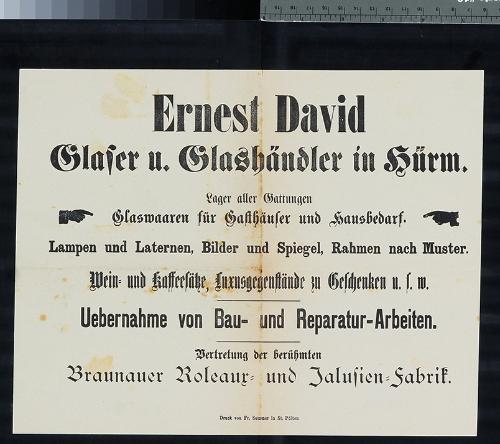 Ernest David
Glaser u. Glashändler in Hürm.
Lager aller Gattungen
Glaswaaren für Gasthäuser und Hausbedarf.
Lampen und Laternen, Bilder und Spiegel, Rahmen nach Muster.
Wein- und Kaffeesätze, Luxusgegenstände zu Geschenken u. s. w.
Uebernahme von Bau- und Reparatur-Arbeiten.
Vertretung der berühmten
Braunauer Roleaux- und Jalusien-Fabrik.
Druck von Fr. Sommer in St. Pölten